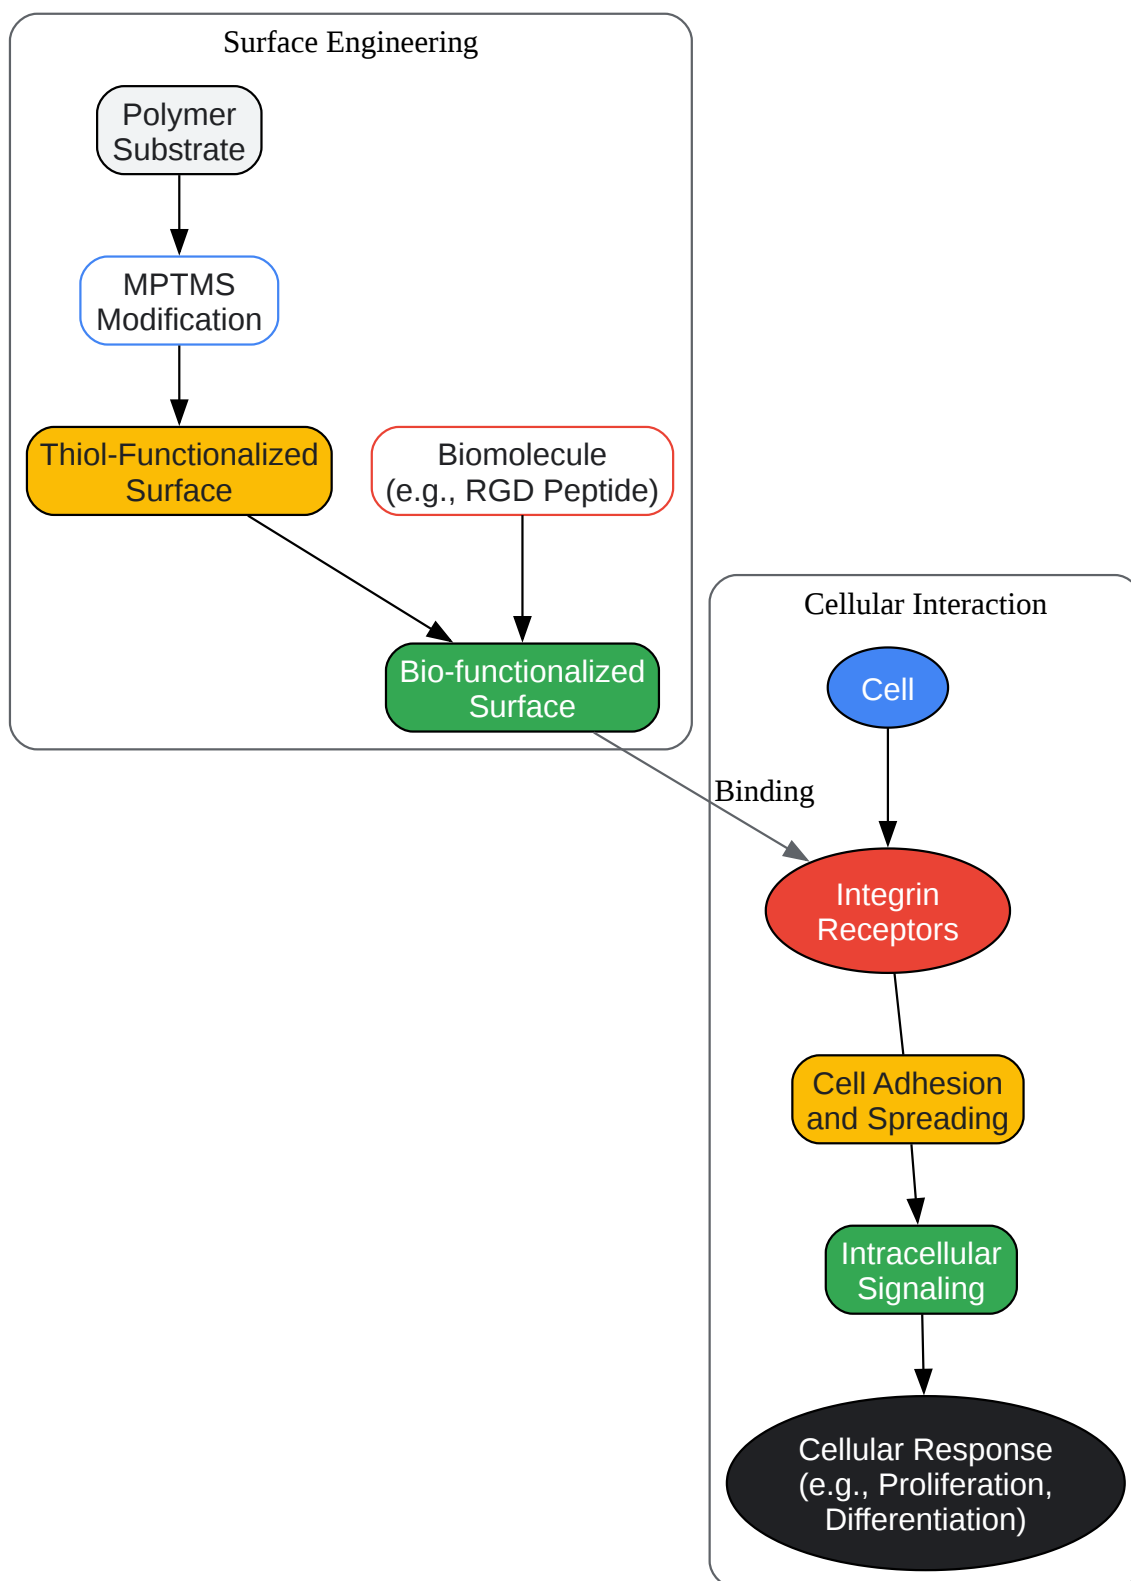 Surface Engineering
Polymer
Substrate
MPTMS
Modification
Thiol-Functionalized
Surface
Biomolecule
(e.g., RGD Peptide)
Bio-functionalized
Surface
Cellular Interaction
Cell
Binding
Integrin
Receptors
Cell Adhesion
and Spreading
Intracellular
Signaling
Cellular Response
(e.g., Proliferation,
Differentiation)